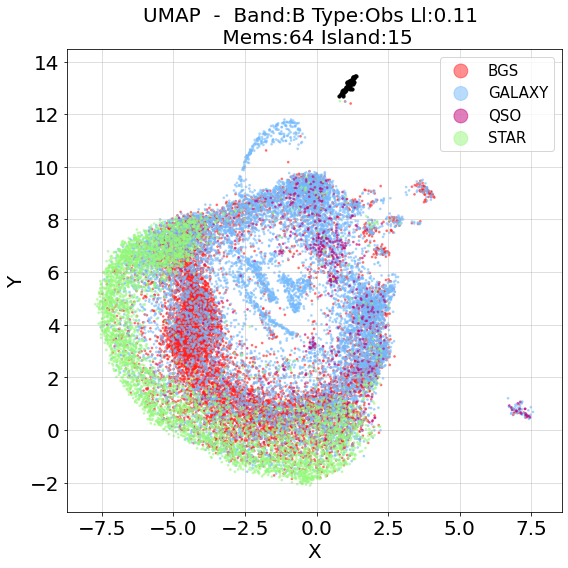 UMAP  -  Band:B Type:Obs Ll:0.11
Mems:64 Island:15
BGS
GALAXY
QSO
STAR
Y
14
12
10
8
6
4
2
0
−2
−7.5 −5.0 −2.5 0.0 2.5 5.0 7.5
X